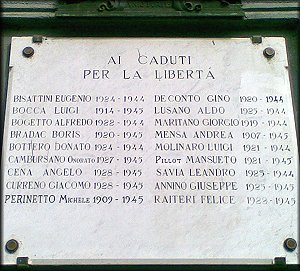 AI CADUTI
PER LA LIBERTÁ
BISATTINI EUGENIO 1924 - 1944
BOCCA LUIGI 1914 - 1945
BOGETTO ALFREDO 1922 - 1944
BRADAC BORIS 1920 - 1945
BOTTERO DONATO 1924 - 1944
CAMBURSANO ONORATO 1927 - 1945
CENA ANGELO 1928 - 1945
CURRENO GIACOMO 1928 - 1945
PERINETTO MICHELE 1909 - 1945
DE CONTO GINO 1920 - 1944
LUSANO ALDO 1925 - 1944
MARITANO GIORGIO 1919 - 1944
MENSA ANDREA 1907 - 1945
MOLINARO LUIGI 1921 - 1944
PILLOT MANSUETO 1921 - 1945
SAVIA LEANDRO 1925 - 1944
ANNINO GIUSEPPE 1925 - 1945
RAITERI FELICE 1922 - 1945